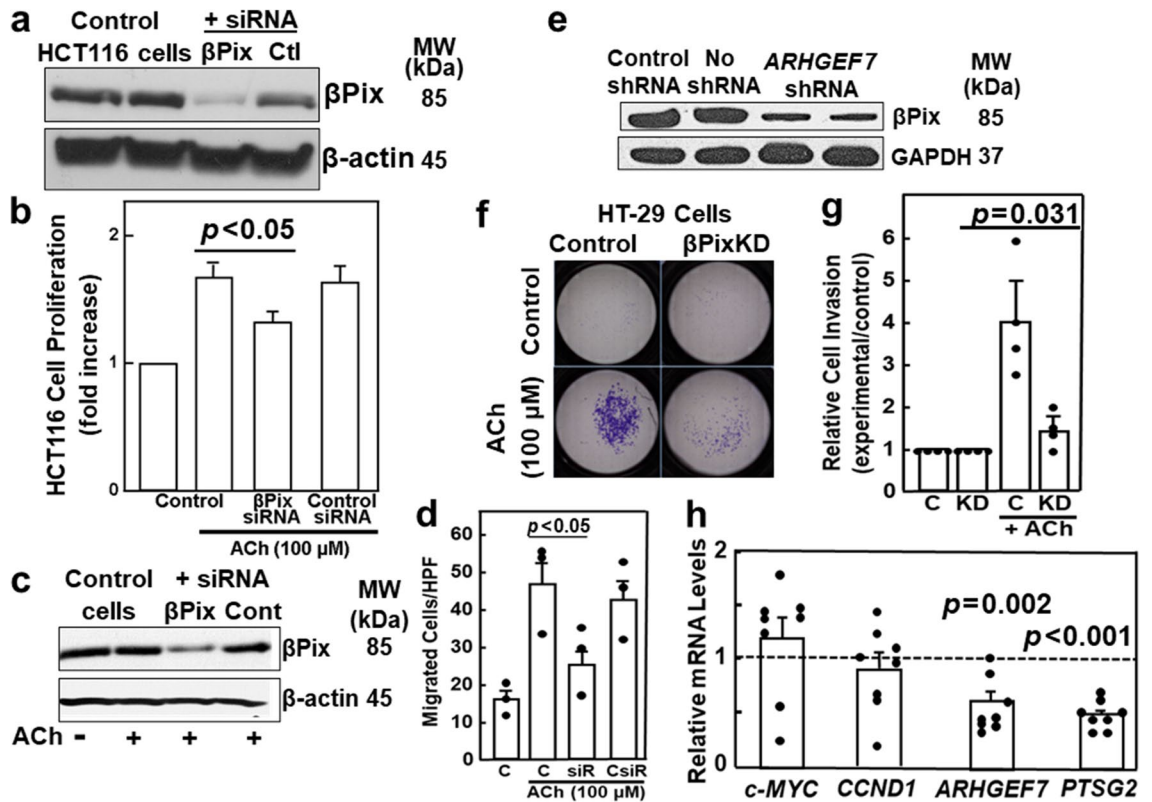 a
Control + siRNA
HCT116 cells βPix Ctl
MW
(kDa)
βPix 85
β-actin 45
b
HCT116 Cell Proliferation
(fold increase)
2
1
0
p<0.05
Control
βPix
siRNA
Control
siRNA
ACh (100 µM)
c
Control + siRNA
cells βPix Cont
MW
(kDa)
βPix 85
β-actin 45
ACh - + + +
d
Migrated Cells/HPF
60
50
40
30
20
10
0
p<0.05
C C siR CsiR
ACh (100 µM)
e
Control No ARHGEF7
shRNA shRNA shRNA
MW
(kDa)
βPix 85
GAPDH 37
f
HT-29 Cells
Control βPixKD
Control
ACh
(100 µM)
g
Relative Cell Invasion
(experimental/control)
6
5
4
3
2
1
0
p=0.031
C KD C KD
+ ACh
h
Relative mRNA Levels
2
1
0
p=0.002
p<0.001
c-MYC CCND1 ARHGEF7 PTSG2